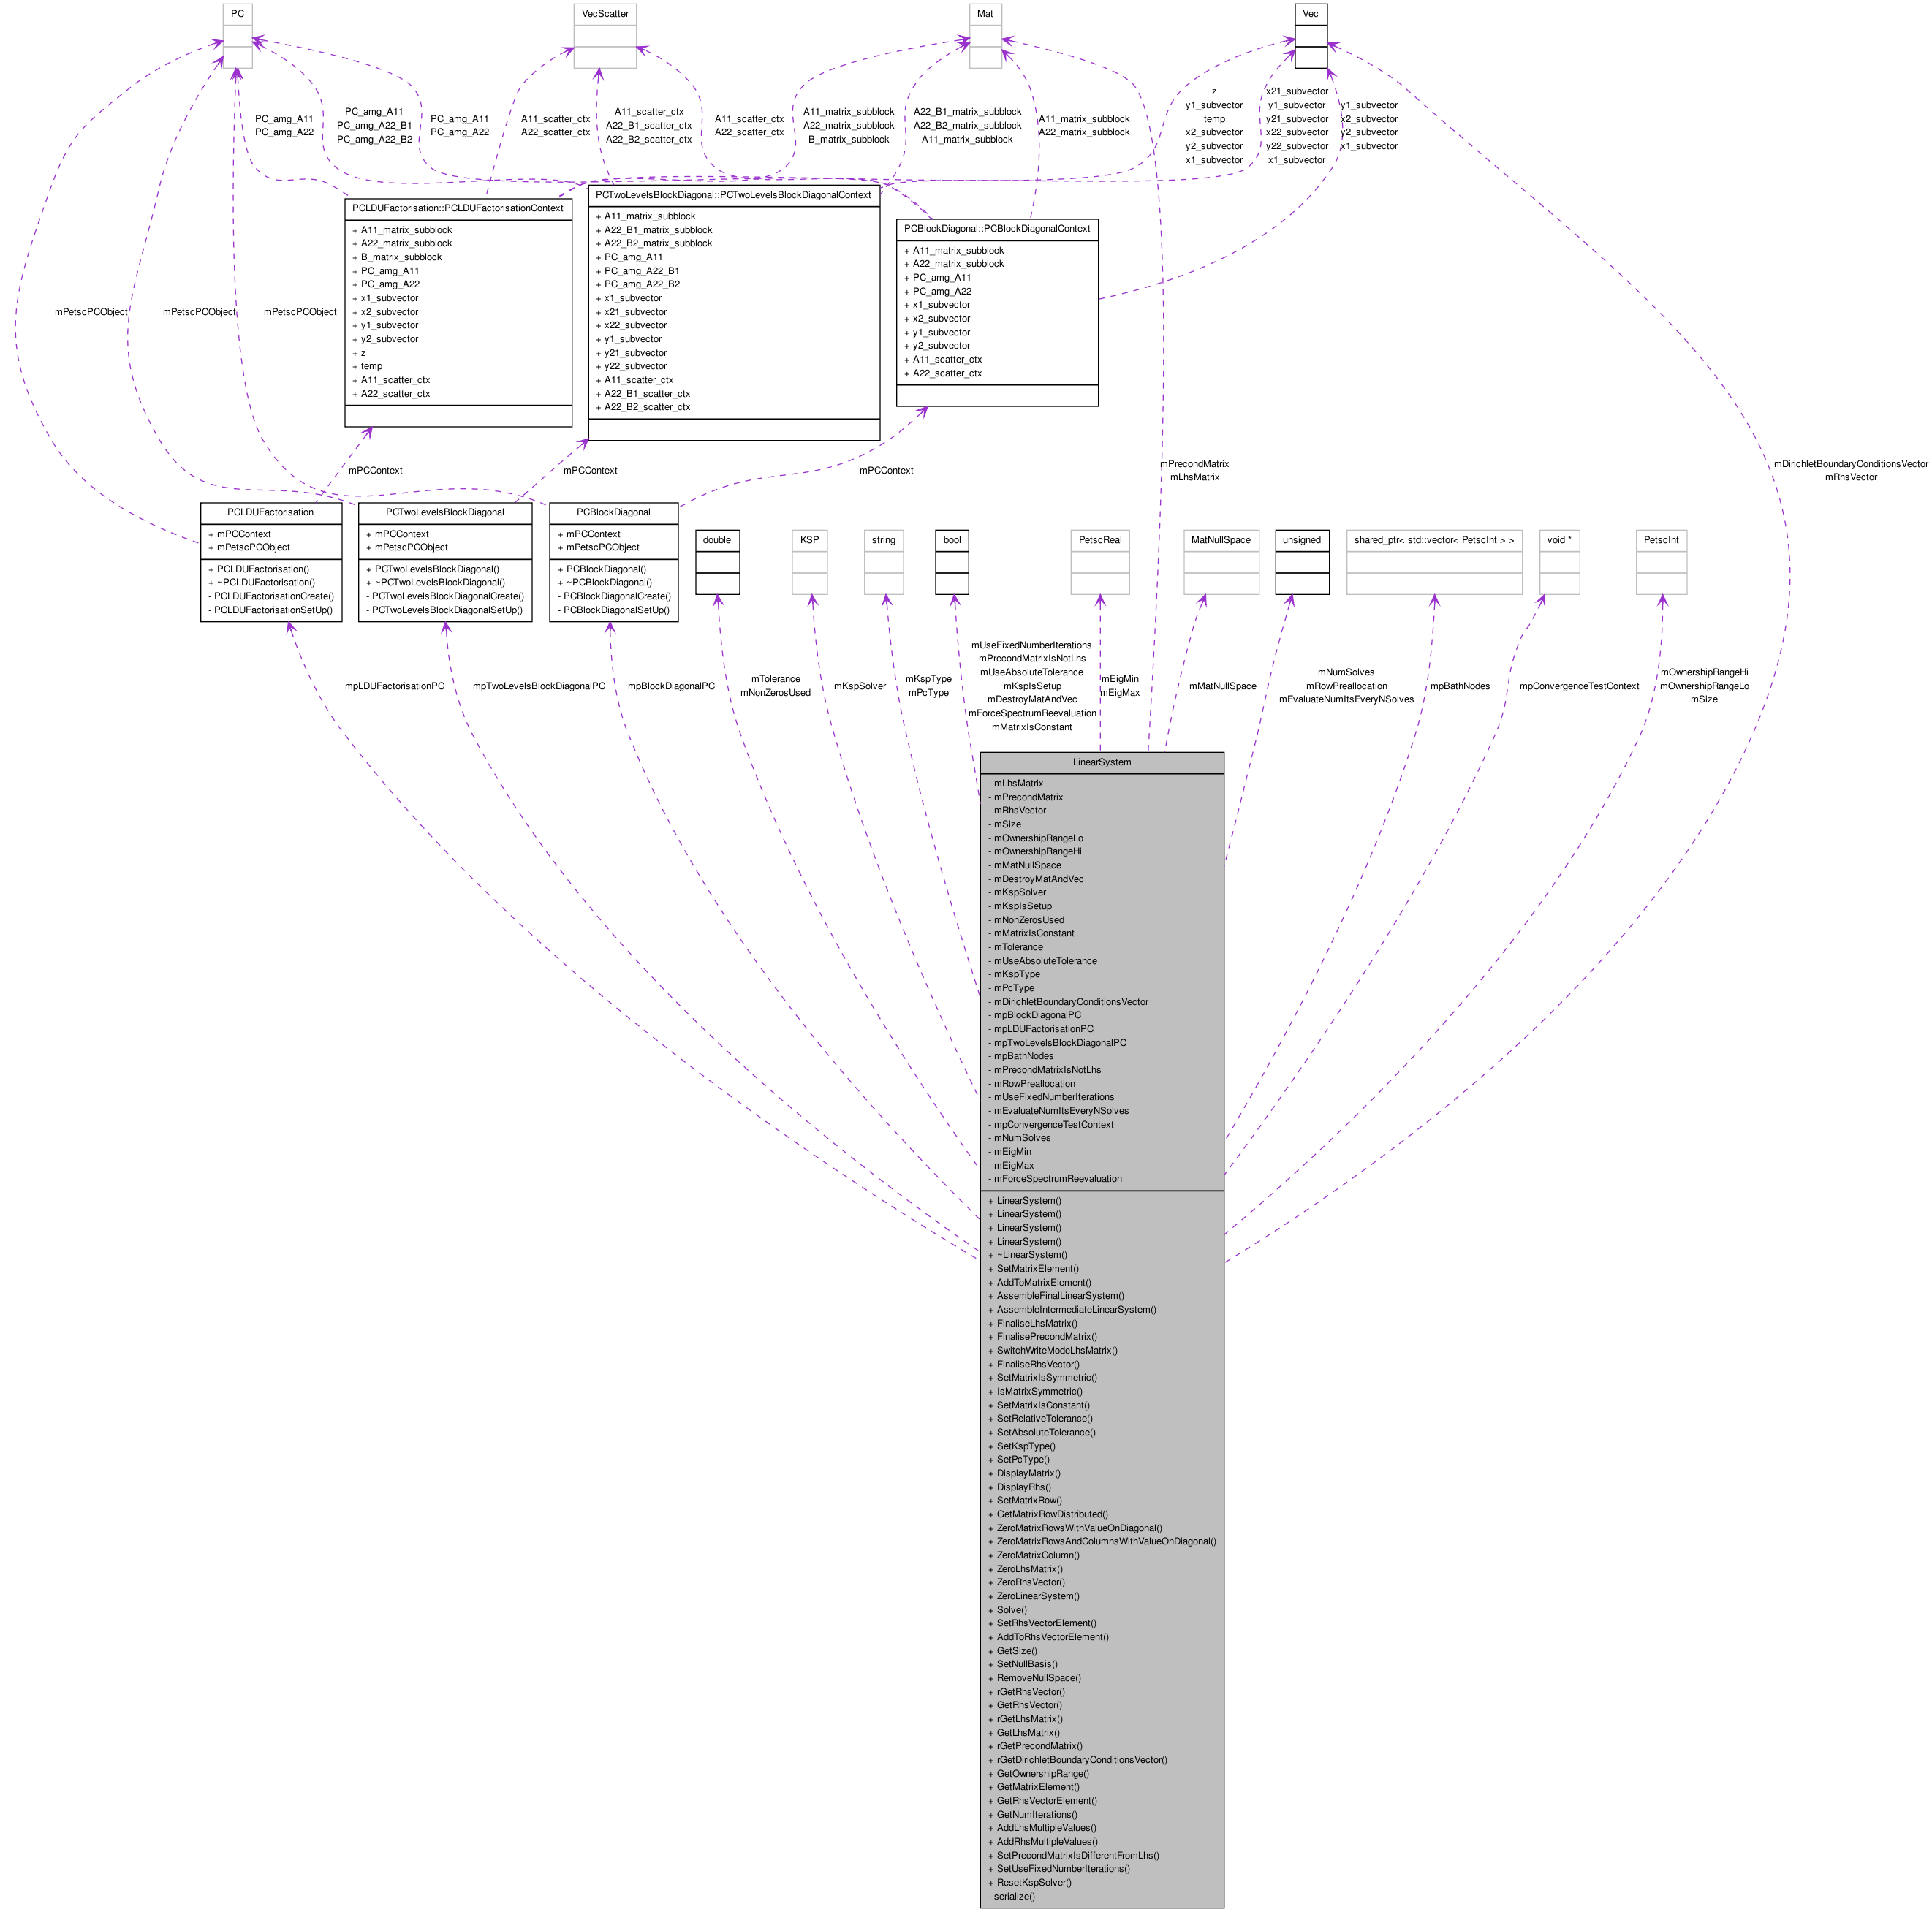 PC
VecScatter
Mat
Vec
PC_amg_A11
PC_amg_A22
PC_amg_A11
PC_amg_A22_B1
PC_amg_A22_B2
PC_amg_A11
PC_amg_A22
A11_scatter_ctx
A22_scatter_ctx
A11_scatter_ctx
A22_B1_scatter_ctx
A22_B2_scatter_ctx
A11_scatter_ctx
A22_scatter_ctx
A11_matrix_subblock
A22_matrix_subblock
B_matrix_subblock
A22_B1_matrix_subblock
A22_B2_matrix_subblock
A11_matrix_subblock
A11_matrix_subblock
A22_matrix_subblock
z
y1_subvector
temp
x2_subvector
y2_subvector
x1_subvector
x21_subvector
y1_subvector
y21_subvector
x22_subvector
y22_subvector
x1_subvector
y1_subvector
x2_subvector
y2_subvector
x1_subvector
PCLDUFactorisation::PCLDUFactorisationContext
+ A11_matrix_subblock
+ A22_matrix_subblock
+ B_matrix_subblock
+ PC_amg_A11
+ PC_amg_A22
+ x1_subvector
+ x2_subvector
+ y1_subvector
+ y2_subvector
+ z
+ temp
+ A11_scatter_ctx
+ A22_scatter_ctx
PCTwoLevelsBlockDiagonal::PCTwoLevelsBlockDiagonalContext
+ A11_matrix_subblock
+ A22_B1_matrix_subblock
+ A22_B2_matrix_subblock
+ PC_amg_A11
+ PC_amg_A22_B1
+ PC_amg_A22_B2
+ x1_subvector
+ x21_subvector
+ x22_subvector
+ y1_subvector
+ y21_subvector
+ y22_subvector
+ A11_scatter_ctx
+ A22_B1_scatter_ctx
+ A22_B2_scatter_ctx
PCBlockDiagonal::PCBlockDiagonalContext
+ A11_matrix_subblock
+ A22_matrix_subblock
+ PC_amg_A11
+ PC_amg_A22
+ x1_subvector
+ x2_subvector
+ y1_subvector
+ y2_subvector
+ A11_scatter_ctx
+ A22_scatter_ctx
mPetscPCObject
mPetscPCObject
mPetscPCObject
mPCContext
mPCContext
mPCContext
mPrecondMatrix
mLhsMatrix
mDirichletBoundaryConditionsVector
mRhsVector
PCLDUFactorisation
+ mPCContext
+ mPetscPCObject
+ PCLDUFactorisation()
+ ~PCLDUFactorisation()
- PCLDUFactorisationCreate()
- PCLDUFactorisationSetUp()
PCTwoLevelsBlockDiagonal
+ mPCContext
+ mPetscPCObject
+ PCTwoLevelsBlockDiagonal()
+ ~PCTwoLevelsBlockDiagonal()
- PCTwoLevelsBlockDiagonalCreate()
- PCTwoLevelsBlockDiagonalSetUp()
PCBlockDiagonal
+ mPCContext
+ mPetscPCObject
+ PCBlockDiagonal()
+ ~PCBlockDiagonal()
- PCBlockDiagonalCreate()
- PCBlockDiagonalSetUp()
double
KSP
string
bool
PetscReal
MatNullSpace
unsigned
shared_ptr< std::vector< PetscInt > >
void *
PetscInt
mpLDUFactorisationPC
mpTwoLevelsBlockDiagonalPC
mpBlockDiagonalPC
mTolerance
mNonZerosUsed
mKspSolver
mKspType
mPcType
mUseFixedNumberIterations
mPrecondMatrixIsNotLhs
mUseAbsoluteTolerance
mKspIsSetup
mDestroyMatAndVec
mForceSpectrumReevaluation
mMatrixIsConstant
mEigMin
mEigMax
mMatNullSpace
mNumSolves
mRowPreallocation
mEvaluateNumItsEveryNSolves
mpBathNodes
mpConvergenceTestContext
mOwnershipRangeHi
mOwnershipRangeLo
mSize
LinearSystem
- mLhsMatrix
- mPrecondMatrix
- mRhsVector
- mSize
- mOwnershipRangeLo
- mOwnershipRangeHi
- mMatNullSpace
- mDestroyMatAndVec
- mKspSolver
- mKspIsSetup
- mNonZerosUsed
- mMatrixIsConstant
- mTolerance
- mUseAbsoluteTolerance
- mKspType
- mPcType
- mDirichletBoundaryConditionsVector
- mpBlockDiagonalPC
- mpLDUFactorisationPC
- mpTwoLevelsBlockDiagonalPC
- mpBathNodes
- mPrecondMatrixIsNotLhs
- mRowPreallocation
- mUseFixedNumberIterations
- mEvaluateNumItsEveryNSolves
- mpConvergenceTestContext
- mNumSolves
- mEigMin
- mEigMax
- mForceSpectrumReevaluation
+ LinearSystem()
+ LinearSystem()
+ LinearSystem()
+ LinearSystem()
+ ~LinearSystem()
+ SetMatrixElement()
+ AddToMatrixElement()
+ AssembleFinalLinearSystem()
+ AssembleIntermediateLinearSystem()
+ FinaliseLhsMatrix()
+ FinalisePrecondMatrix()
+ SwitchWriteModeLhsMatrix()
+ FinaliseRhsVector()
+ SetMatrixIsSymmetric()
+ IsMatrixSymmetric()
+ SetMatrixIsConstant()
+ SetRelativeTolerance()
+ SetAbsoluteTolerance()
+ SetKspType()
+ SetPcType()
+ DisplayMatrix()
+ DisplayRhs()
+ SetMatrixRow()
+ GetMatrixRowDistributed()
+ ZeroMatrixRowsWithValueOnDiagonal()
+ ZeroMatrixRowsAndColumnsWithValueOnDiagonal()
+ ZeroMatrixColumn()
+ ZeroLhsMatrix()
+ ZeroRhsVector()
+ ZeroLinearSystem()
+ Solve()
+ SetRhsVectorElement()
+ AddToRhsVectorElement()
+ GetSize()
+ SetNullBasis()
+ RemoveNullSpace()
+ rGetRhsVector()
+ GetRhsVector()
+ rGetLhsMatrix()
+ GetLhsMatrix()
+ rGetPrecondMatrix()
+ rGetDirichletBoundaryConditionsVector()
+ GetOwnershipRange()
+ GetMatrixElement()
+ GetRhsVectorElement()
+ GetNumIterations()
+ AddLhsMultipleValues()
+ AddRhsMultipleValues()
+ SetPrecondMatrixIsDifferentFromLhs()
+ SetUseFixedNumberIterations()
+ ResetKspSolver()
- serialize()